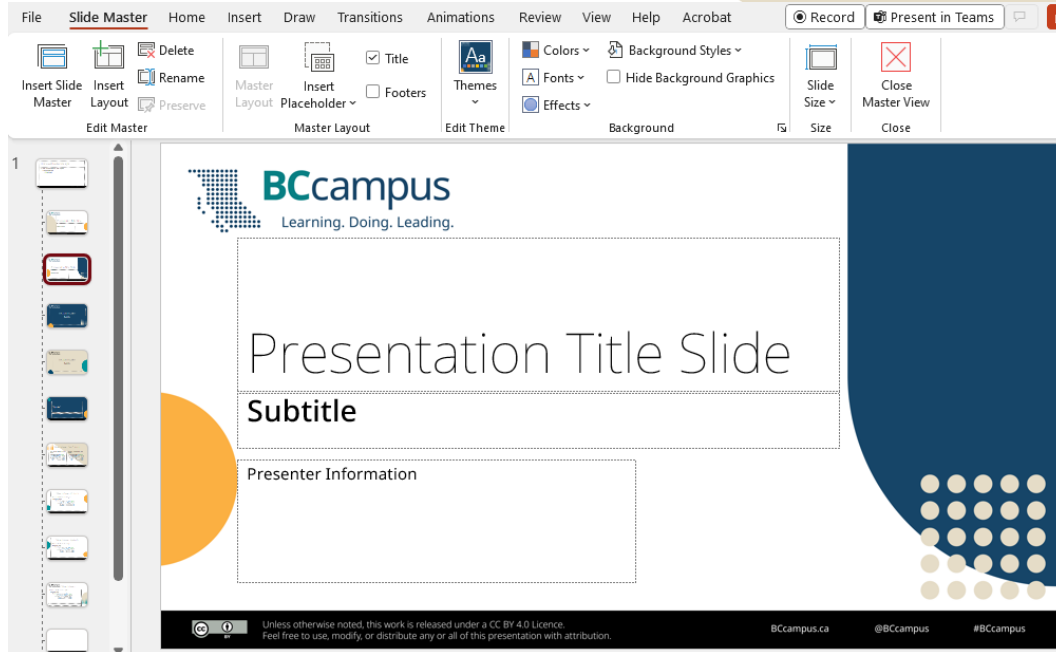 File Slide Master Home Insert Draw Transitions Animations Review View Help Acrobat Record Present in Teams
Insert Slide Master
Insert Layout
Delete
Rename
Preserve
Edit Master
Master Layout
Insert Placeholder
Title
Footers
Master Layout
Aa
Themes
Edit Theme
Colors
A Fonts
Effects
Background Styles
Hide Background Graphics
Background
Slide Size
Size
Close Master View
Close
1
BCcampus
Learning. Doing. Leading.
Presentation Title Slide
Subtitle
Presenter Information
cc BY
Unless otherwise noted, this work is released under a CC BY 4.0 Licence.
Feel free to use, modify, or distribute any or all of this presentation with attribution.
BCcampus.ca @BCcampus #BCcampus